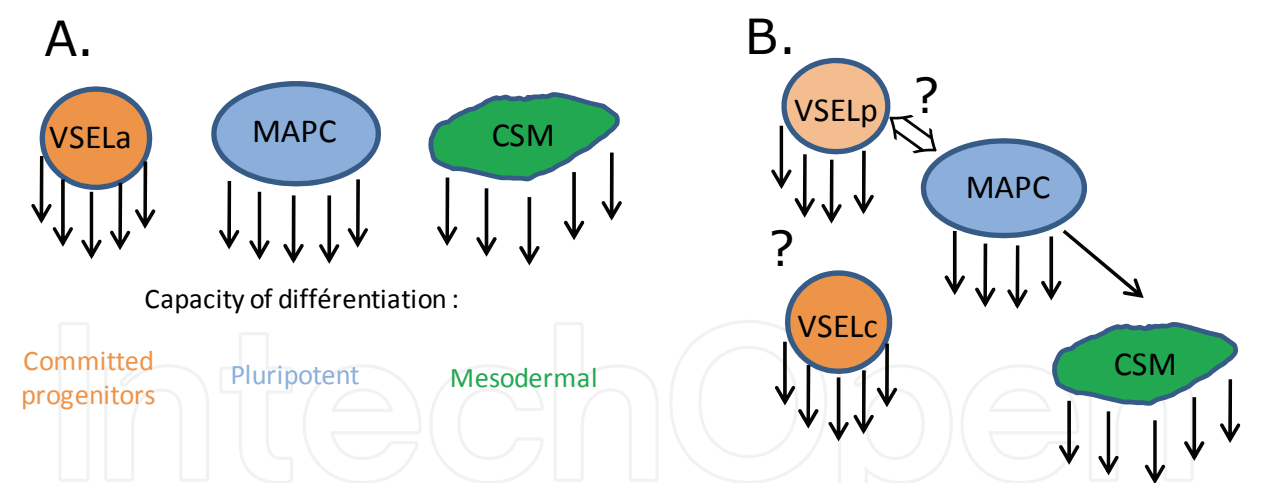 A.
VSELa
MAPC
CSM
Capacity of différentiation :
Committed
progenitors
Pluripotent
Mesodermal
B.
VSELp
?
MAPC
?
VSELc
CSM
IntechOpen